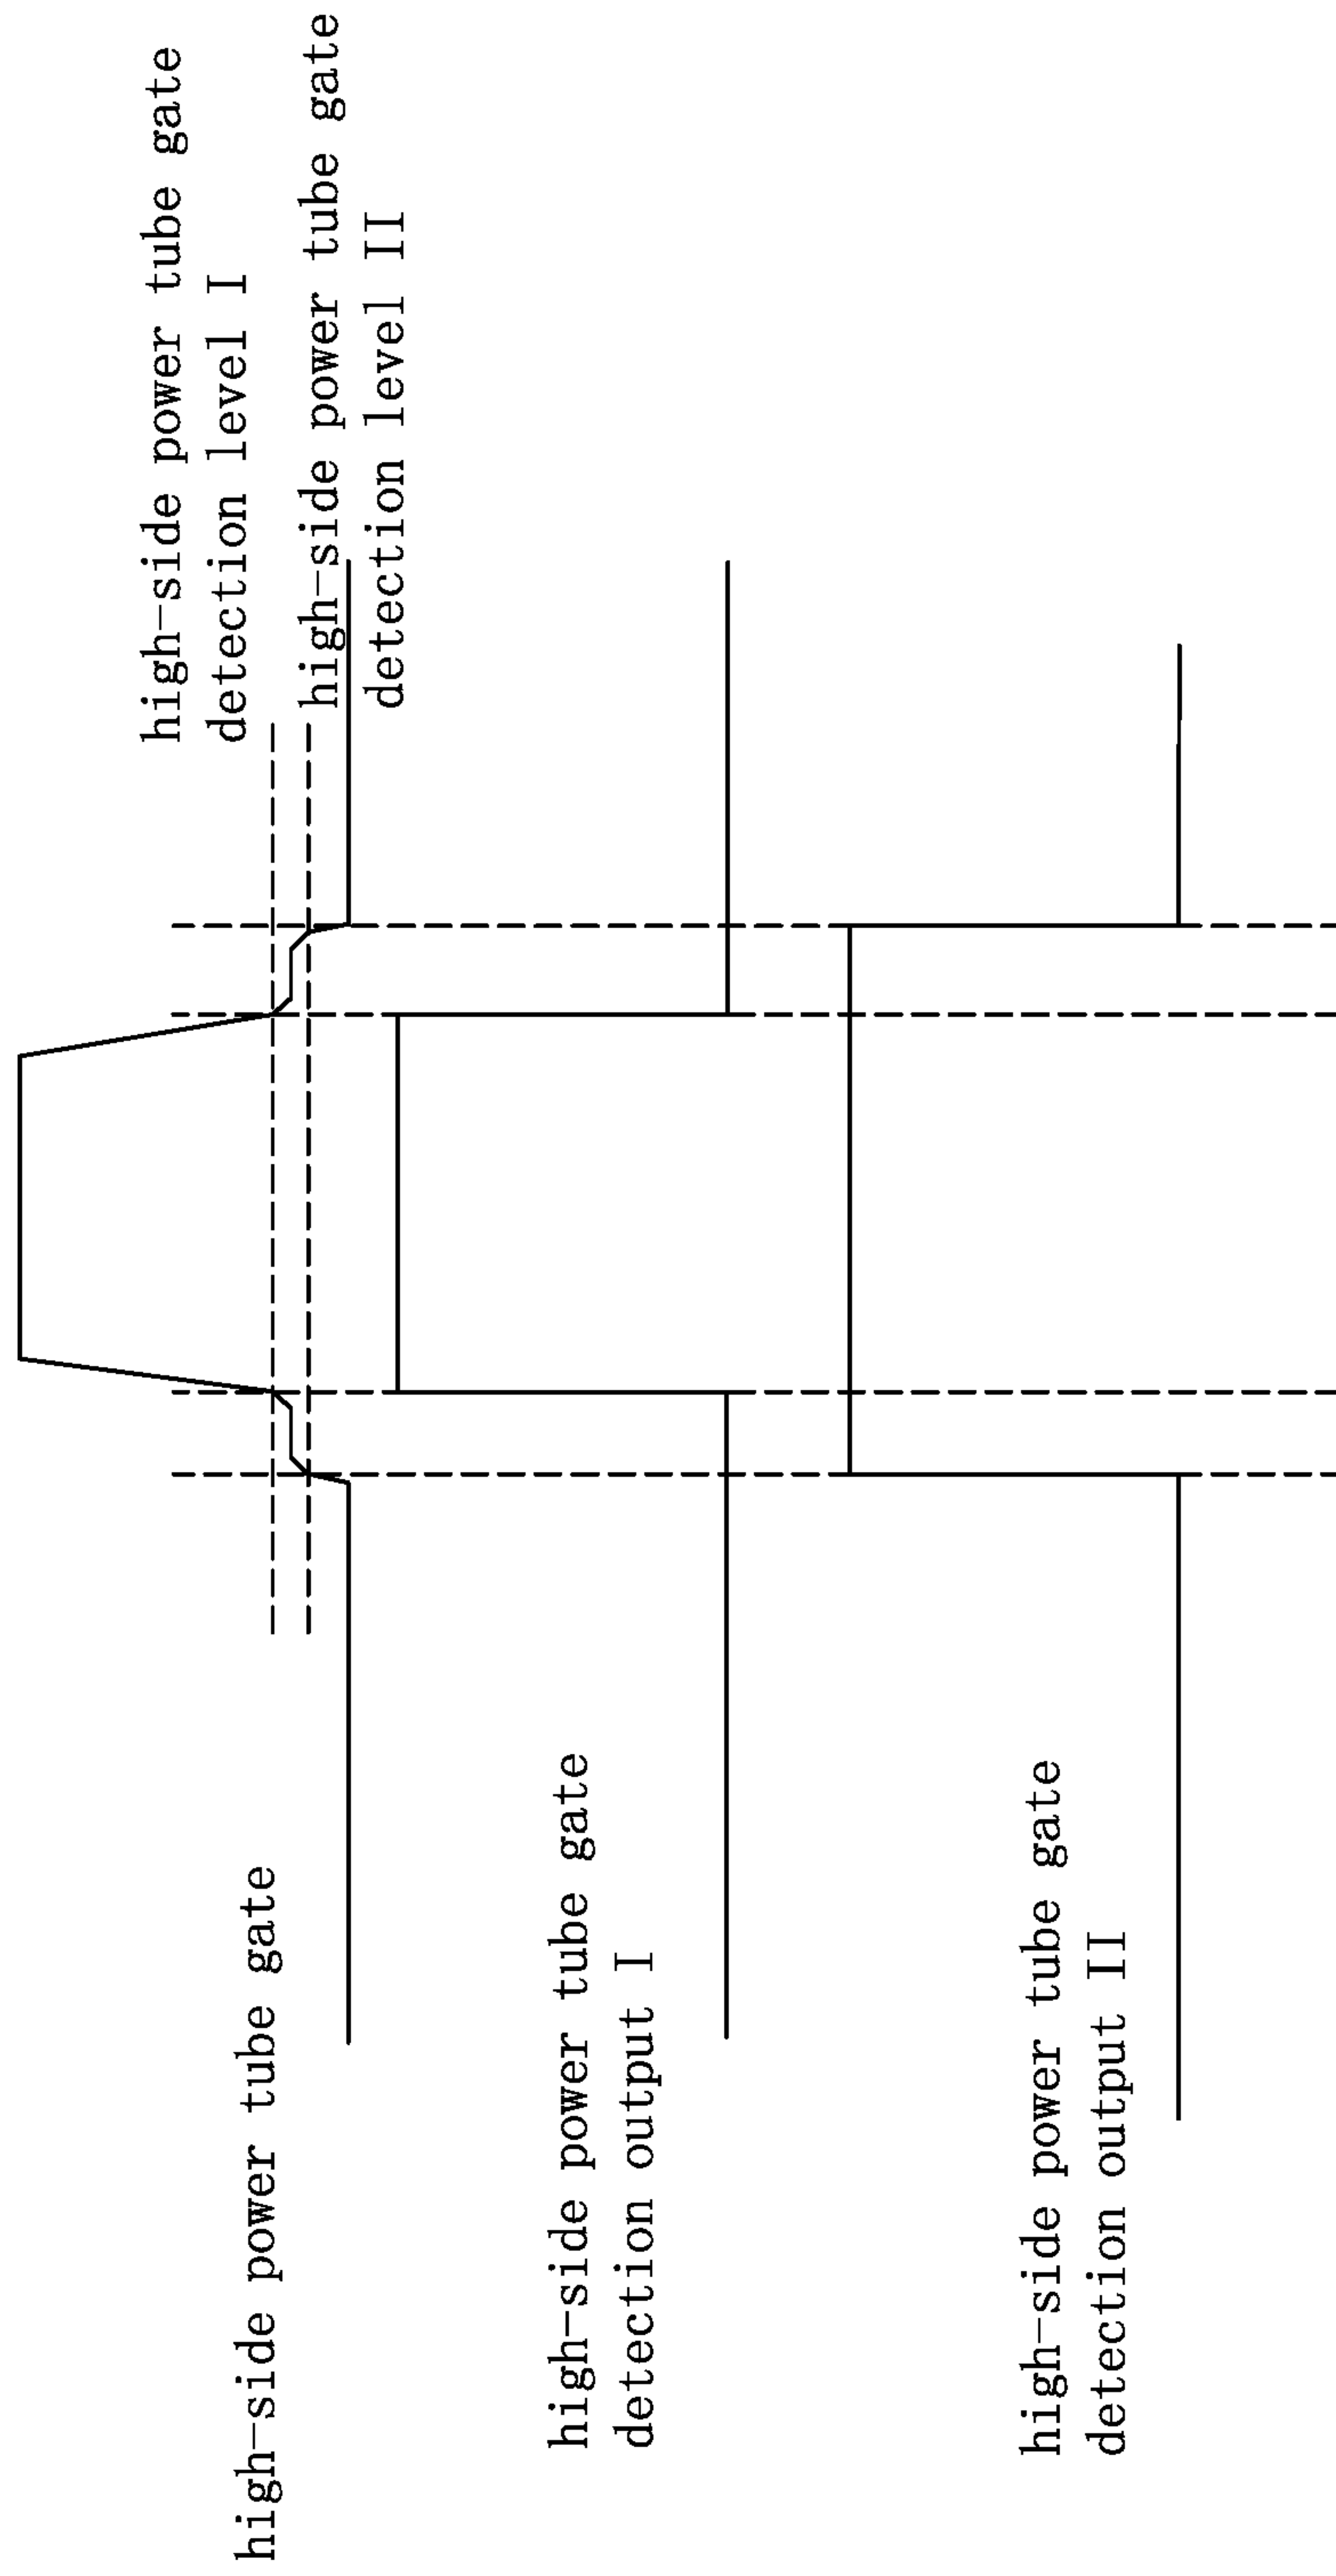 high-side power tube gate
detection level I
high-side power tube gate
detection level II
high-side power tube gate
high-side power tube gate
detection output I
high-side power tube gate
detection output II